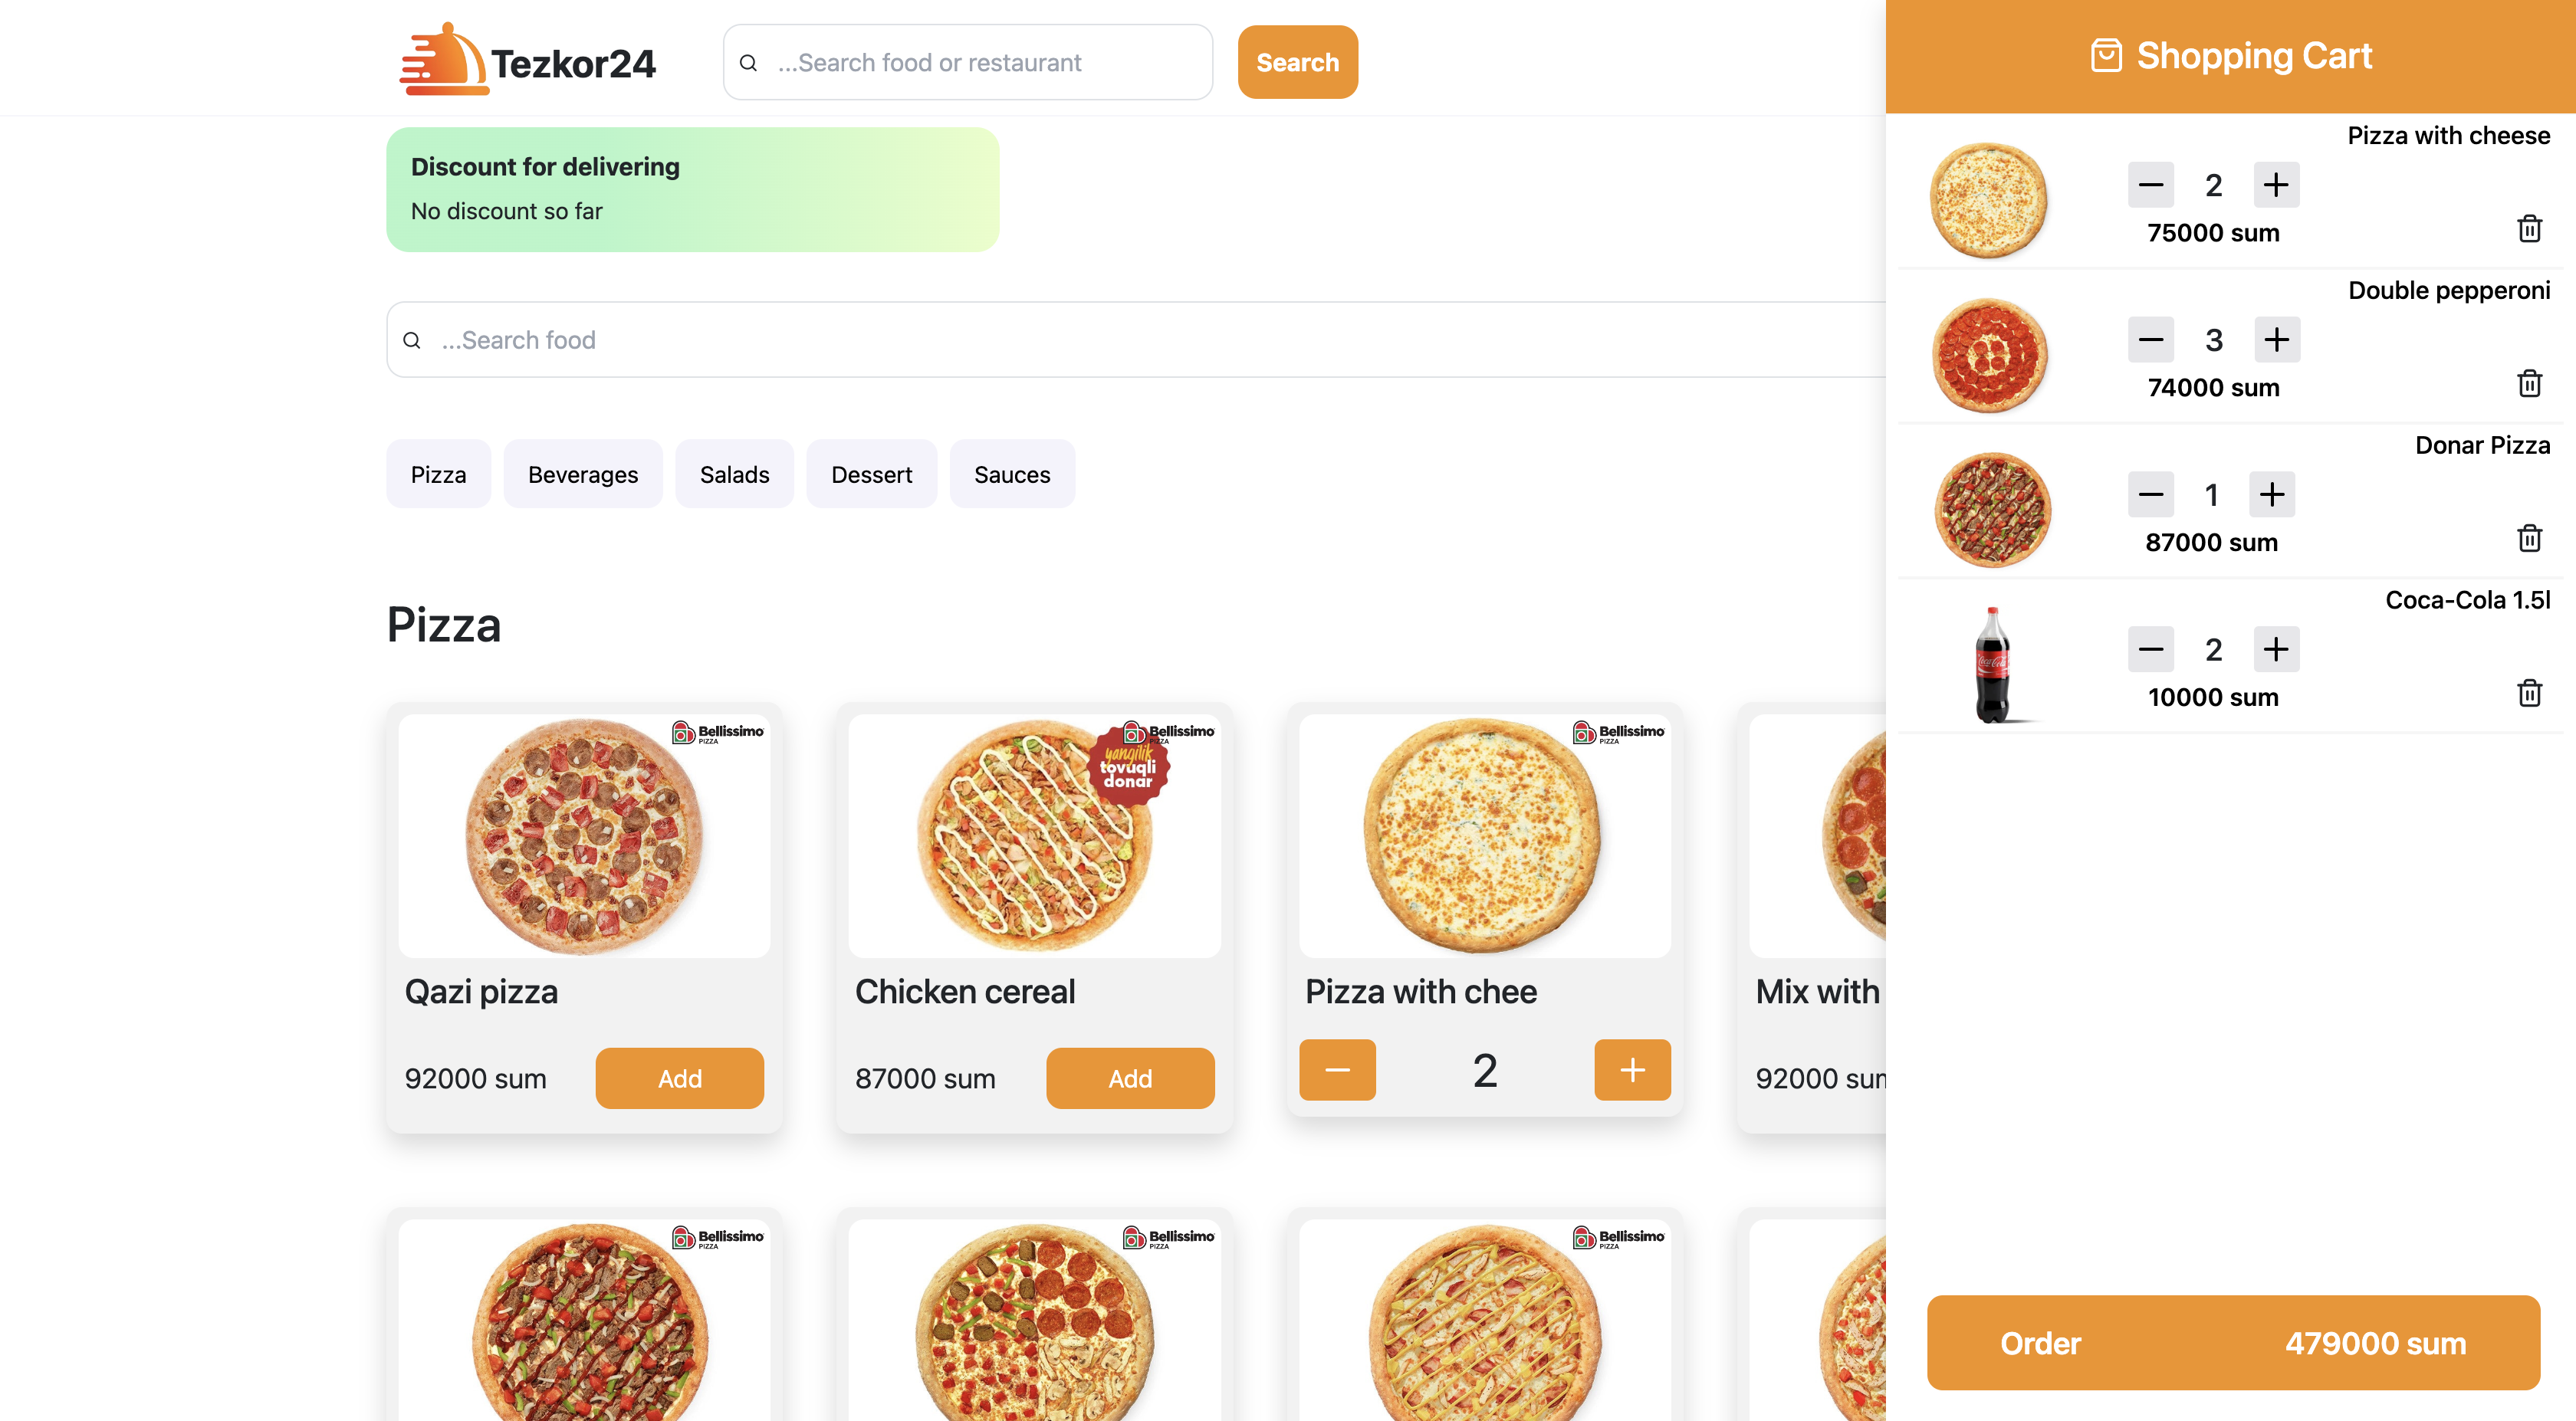 Tezkor24
...Search food or restaurant
Search
Discount for delivering
No discount so far
...Search food
Pizza
Beverages
Salads
Dessert
Sauces
Pizza
Bellissimo
PIZZA
Qazi pizza
92000 sum
Add
Bellissimo
PIZZA
yangilik
tovuqli
donar
Chicken cereal
87000 sum
Add
Bellissimo
PIZZA
Pizza with chee
2
Mix with
92000 sum
Bellissimo
PIZZA
Bellissimo
PIZZA
Bellissimo
PIZZA
Shopping Cart
Pizza with cheese
2
75000 sum
Double pepperoni
3
74000 sum
Donar Pizza
1
87000 sum
Coca-Cola 1.5l
2
10000 sum
Coca-Cola
Order
479000 sum